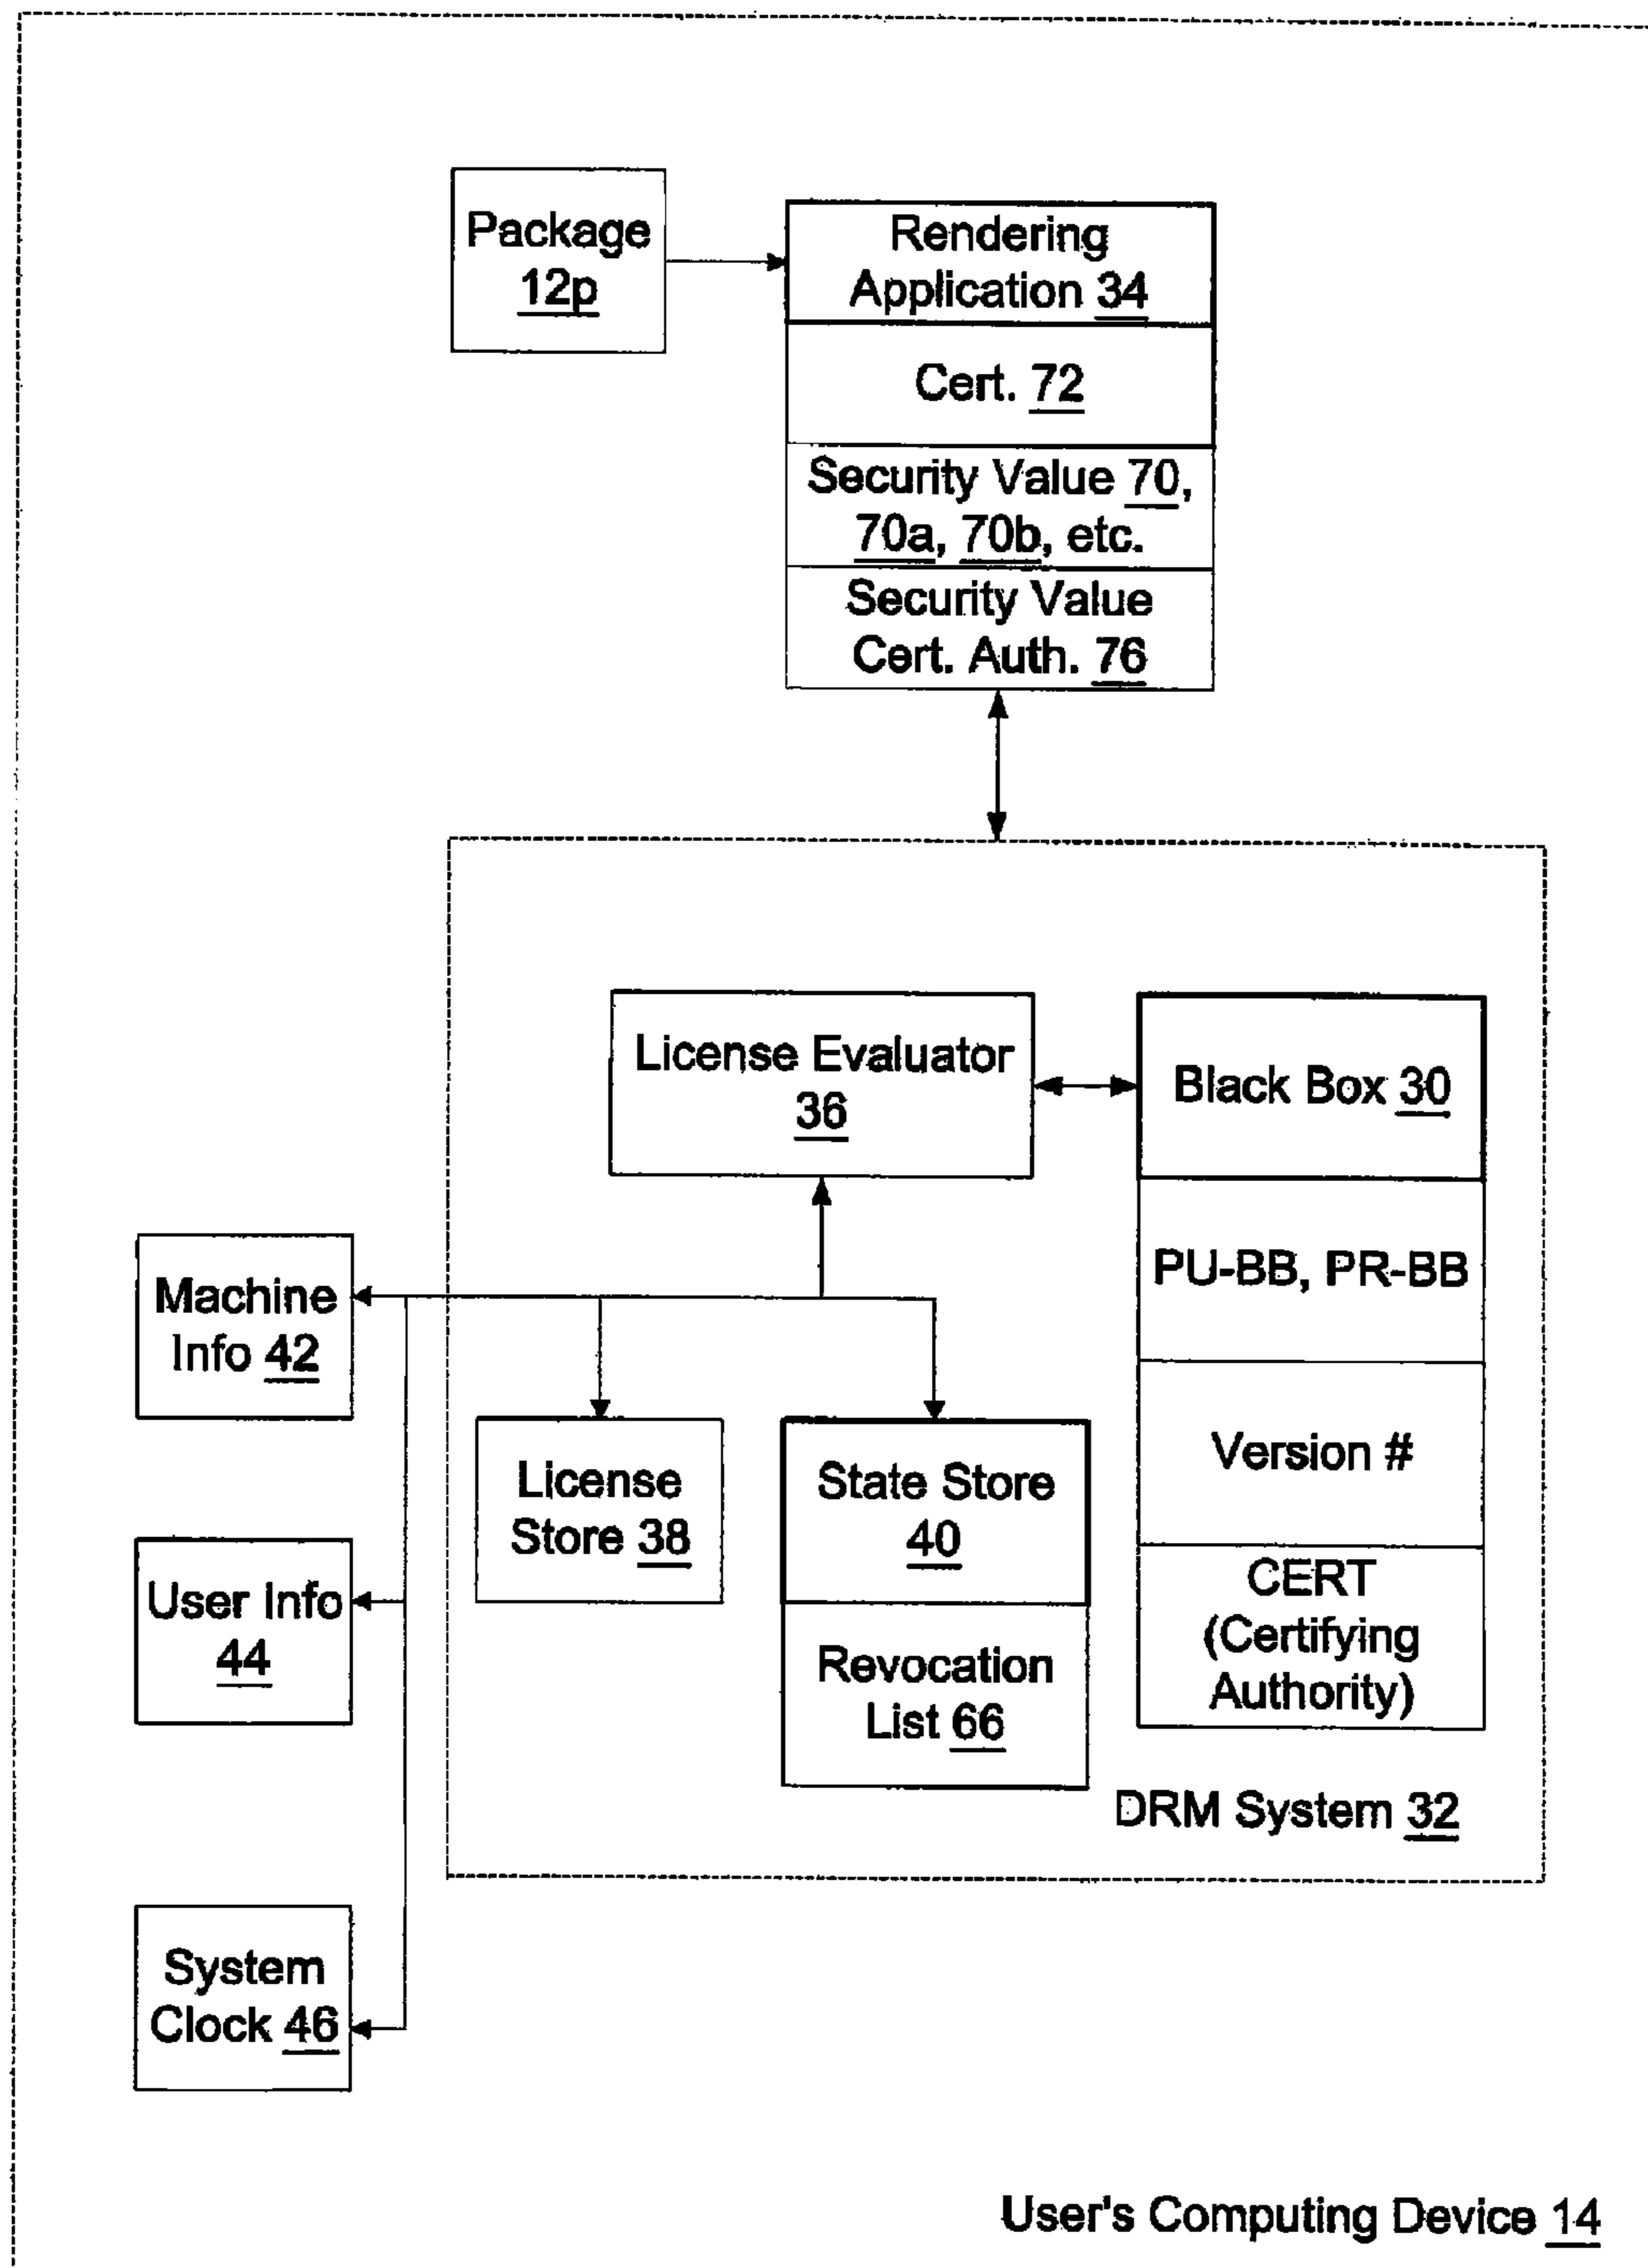 Package
12p
Rendering
Application 34
Cert. 72
Security Value 70,
70a, 70b, etc.
Security Value
Cert. Auth. 76
License Evaluator
36
Black Box 30
PU-BB, PR-BB
Version #
CERT
(Certifying
Authority)
Machine
Info 42
License
Store 38
State Store
40
Revocation
List 66
User Info
44
DRM System 32
System
Clock 46
User's Computing Device 14